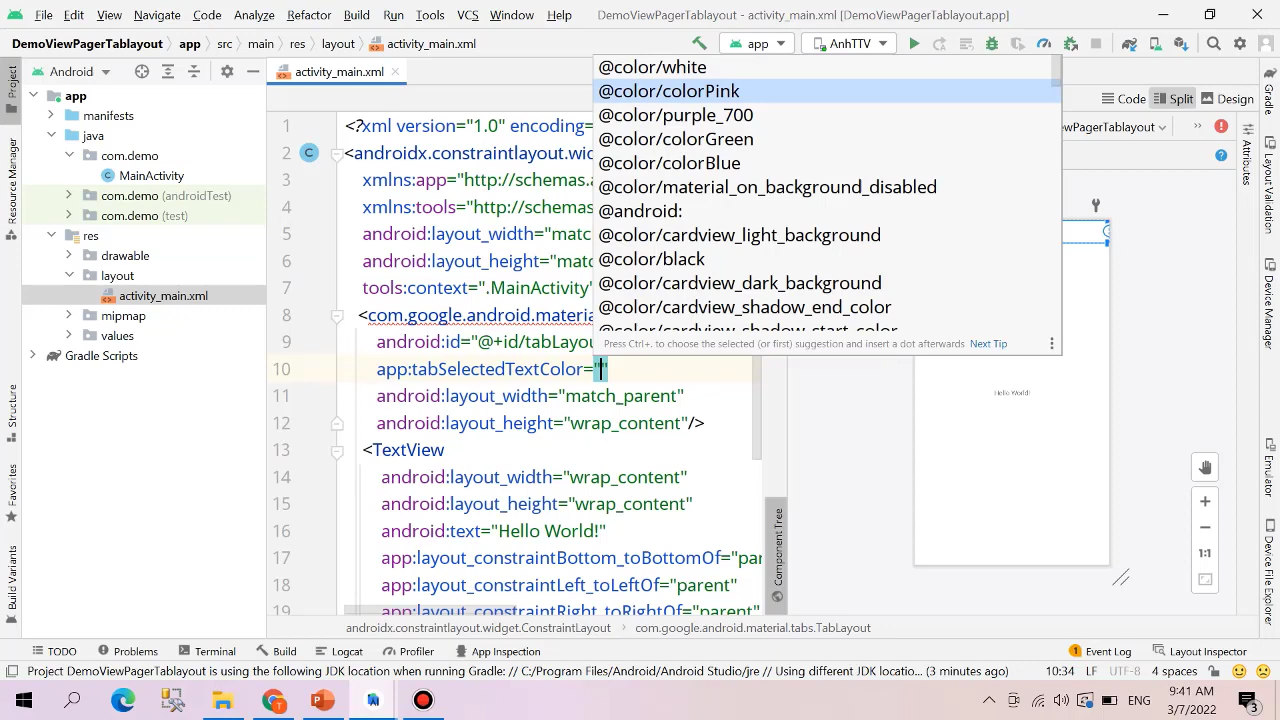 File Edit View Navigate Code Analyze Refactor Build Run Tools VCS Window Help DemoViewPagerTablayout - activity_main.xml [DemoViewPagerTablayout.app]
DemoViewPagerTablayout app src main res layout activity_main.xml app AnhTTV
Project
Android
activity_main.xml
Code Split Design
app
manifests
java
com.demo
MainActivity
com.demo (androidTest)
com.demo (test)
res
drawable
layout
activity_main.xml
mipmap
values
Gradle Scripts
Resource Manager
Structure
Favorites
Build Variants
1 <?xml version="1.0" encoding=
2 <androidx.constraintlayout.wid
3 xmlns:app="http://schemas.a
4 xmlns:tools="http://schemas
5 android:layout_width="matc
6 android:layout_height="matc
7 tools:context=".MainActivity"
8 <com.google.android.materia
9 android:id="@+id/tabLayou
10 app:tabSelectedTextColor=""
11 android:layout_width="match_parent"
12 android:layout_height="wrap_content"/>
13 <TextView
14 android:layout_width="wrap_content"
15 android:layout_height="wrap_content"
16 android:text="Hello World!"
17 app:layout_constraintBottom_toBottomOf="par
18 app:layout_constraintLeft_toLeftOf="parent"
19 app:layout_constraintRight_toRightOf="parent"
@color/white
@color/colorPink
@color/purple_700
@color/colorGreen
@color/colorBlue
@color/material_on_background_disabled
@android:
@color/cardview_light_background
@color/black
@color/cardview_dark_background
@color/cardview_shadow_end_color
@color/cardview_shadow_start_color
Press Ctrl+. to choose the selected (or first) suggestion and insert a dot afterwards Next Tip
ewPagerTablayout
Hello World!
1:1
Component Tree
Gradle
Attributes
Layout Validation
Device Manager
Emulator
Device File Explorer
androidx.constraintlayout.widget.ConstraintLayout com.google.android.material.tabs.TabLayout
TODO Problems Terminal Build Logcat Profiler App Inspection 1 Event Log Layout Inspector
Project DemoViewPagerTablayout is using the following JDK location when running Gradle: // C:/Program Files/Android/Android Studio/jre // Using different JDK locatio... (3 minutes ago) 10:34 LF UTF-8 4 spaces
ENG
9:41 AM
3/7/2022
3